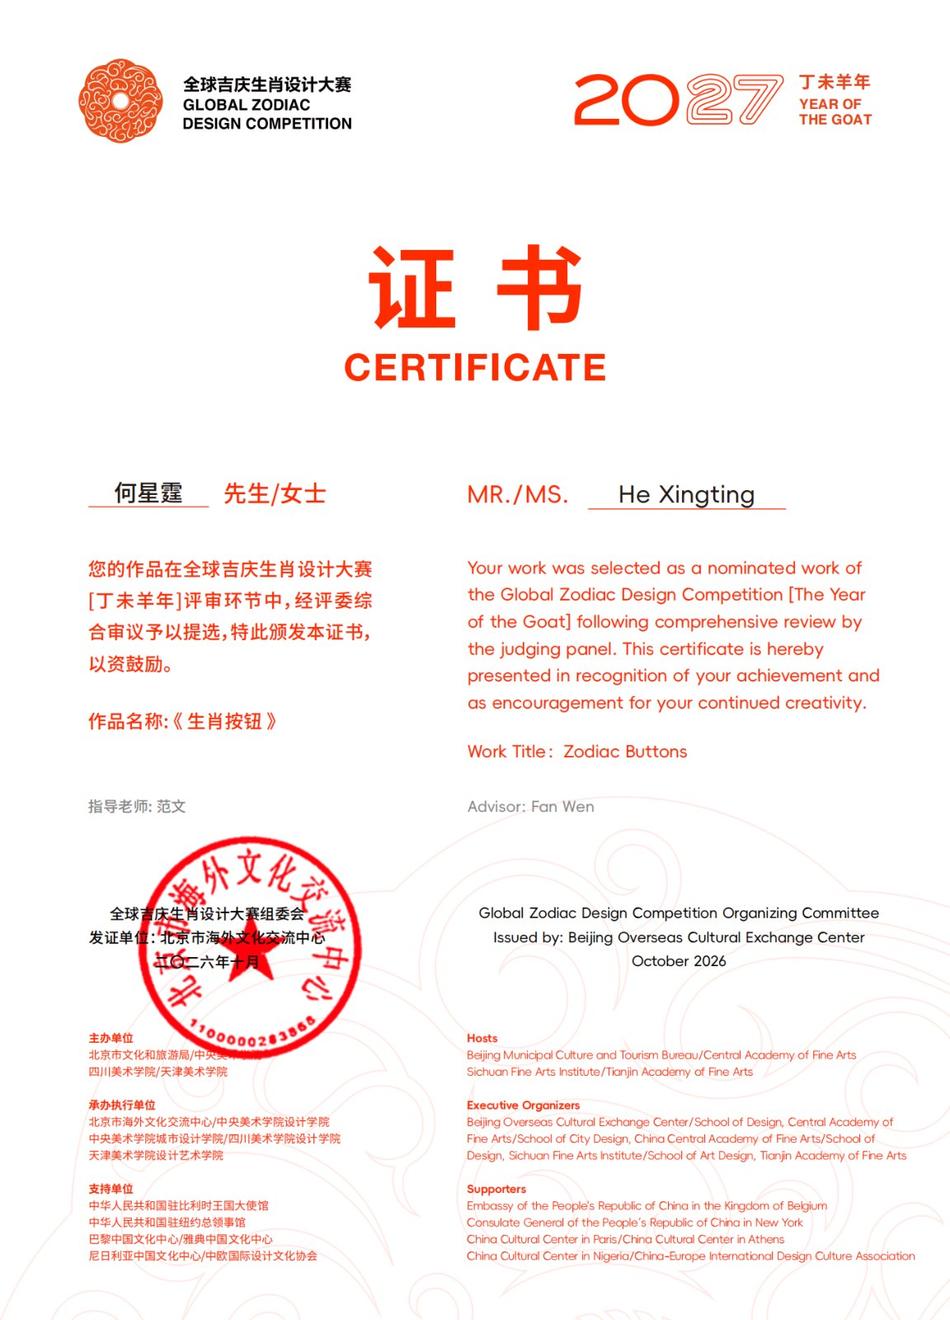 全球吉庆生肖设计大赛
GLOBAL ZODIAC
DESIGN COMPETITION
2027
丁未羊年
YEAR OF
THE GOAT
证书
CERTIFICATE
何星霆 先生/女士
您的作品在全球吉庆生肖设计大赛
[丁未羊年]评审环节中,经评委综
合审议予以提选,特此颁发本证书,
以资鼓励。
作品名称:《 生肖按钮 》
指导老师: 范文
MR./MS. He Xingting
Your work was selected as a nominated work of
the Global Zodiac Design Competition [The Year
of the Goat] following comprehensive review by
the judging panel. This certificate is hereby
presented in recognition of your achievement and
as encouragement for your continued creativity.
Work Title: Zodiac Buttons
Advisor: Fan Wen
全球吉庆生肖设计大赛组委会
发证单位: 北京市海外文化交流中心
二〇二六年十月
北京市海外文化交流中心
1100000283868
Global Zodiac Design Competition Organizing Committee
Issued by: Beijing Overseas Cultural Exchange Center
October 2026
主办单位
北京市文化和旅游局/中央美术学院
四川美术学院/天津美术学院
承办执行单位
北京市海外文化交流中心/中央美术学院设计学院
中央美术学院城市设计学院/四川美术学院设计学院
天津美术学院设计艺术学院
支持单位
中华人民共和国驻比利时王国大使馆
中华人民共和国驻纽约总领事馆
巴黎中国文化中心/雅典中国文化中心
尼日利亚中国文化中心/中欧国际设计文化协会
Hosts
Beijing Municipal Culture and Tourism Bureau/Central Academy of Fine Arts
Sichuan Fine Arts Institute/Tianjin Academy of Fine Arts
Executive Organizers
Beijing Overseas Cultural Exchange Center/School of Design, Central Academy of
Fine Arts/School of City Design, China Central Academy of Fine Arts/School of
Design, Sichuan Fine Arts Institute/School of Art Design, Tianjin Academy of Fine Arts
Supporters
Embassy of the People's Republic of China in the Kingdom of Belgium
Consulate General of the People's Republic of China in New York
China Cultural Center in Paris/China Cultural Center in Athens
China Cultural Center in Nigeria/China-Europe International Design Culture Association